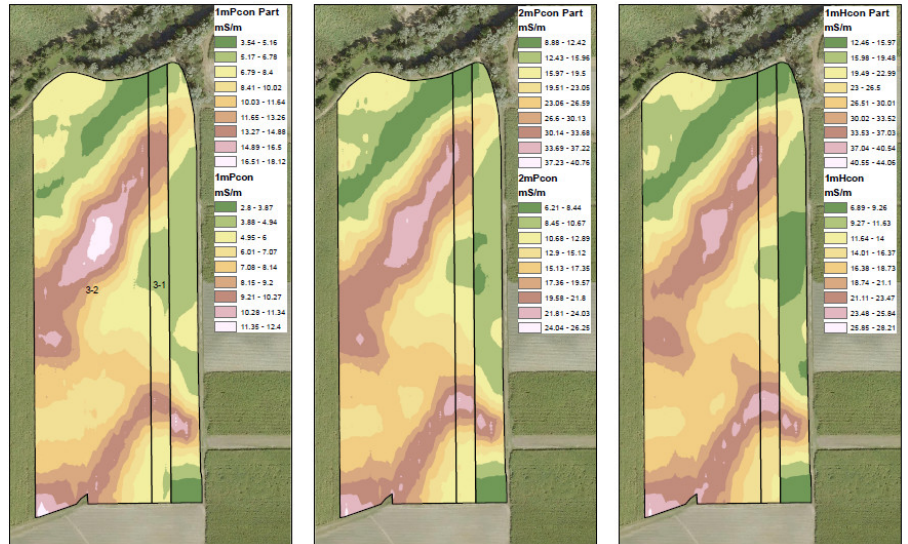 1mPcon Part
mS/m
3.54 - 5.16
5.17 - 6.78
6.79 - 8.4
8.41 - 10.02
10.03 - 11.64
11.65 - 13.26
13.27 - 14.88
14.89 - 16.5
16.51 - 18.12
1mPcon
mS/m
2.8 - 3.87
3.88 - 4.94
4.95 - 6
6.01 - 7.07
7.08 - 8.14
8.15 - 9.2
9.21 - 10.27
10.28 - 11.34
11.35 - 12.4
3-2
3-1
2mPcon Part
mS/m
8.88 - 12.42
12.43 - 15.96
15.97 - 19.5
19.51 - 23.05
23.06 - 26.59
26.6 - 30.13
30.14 - 33.68
33.69 - 37.22
37.23 - 40.76
2mPcon
mS/m
6.21 - 8.44
8.45 - 10.67
10.68 - 12.89
12.9 - 15.12
15.13 - 17.35
17.36 - 19.57
19.58 - 21.8
21.81 - 24.03
24.04 - 26.25
1mHcon Part
mS/m
12.46 - 15.97
15.98 - 19.48
19.49 - 22.99
23 - 26.5
26.51 - 30.01
30.02 - 33.52
33.53 - 37.03
37.04 - 40.54
40.55 - 44.06
1mHcon
mS/m
6.89 - 9.26
9.27 - 11.63
11.64 - 14
14.01 - 16.37
16.38 - 18.73
18.74 - 21.1
21.11 - 23.47
23.48 - 25.84
25.85 - 28.21